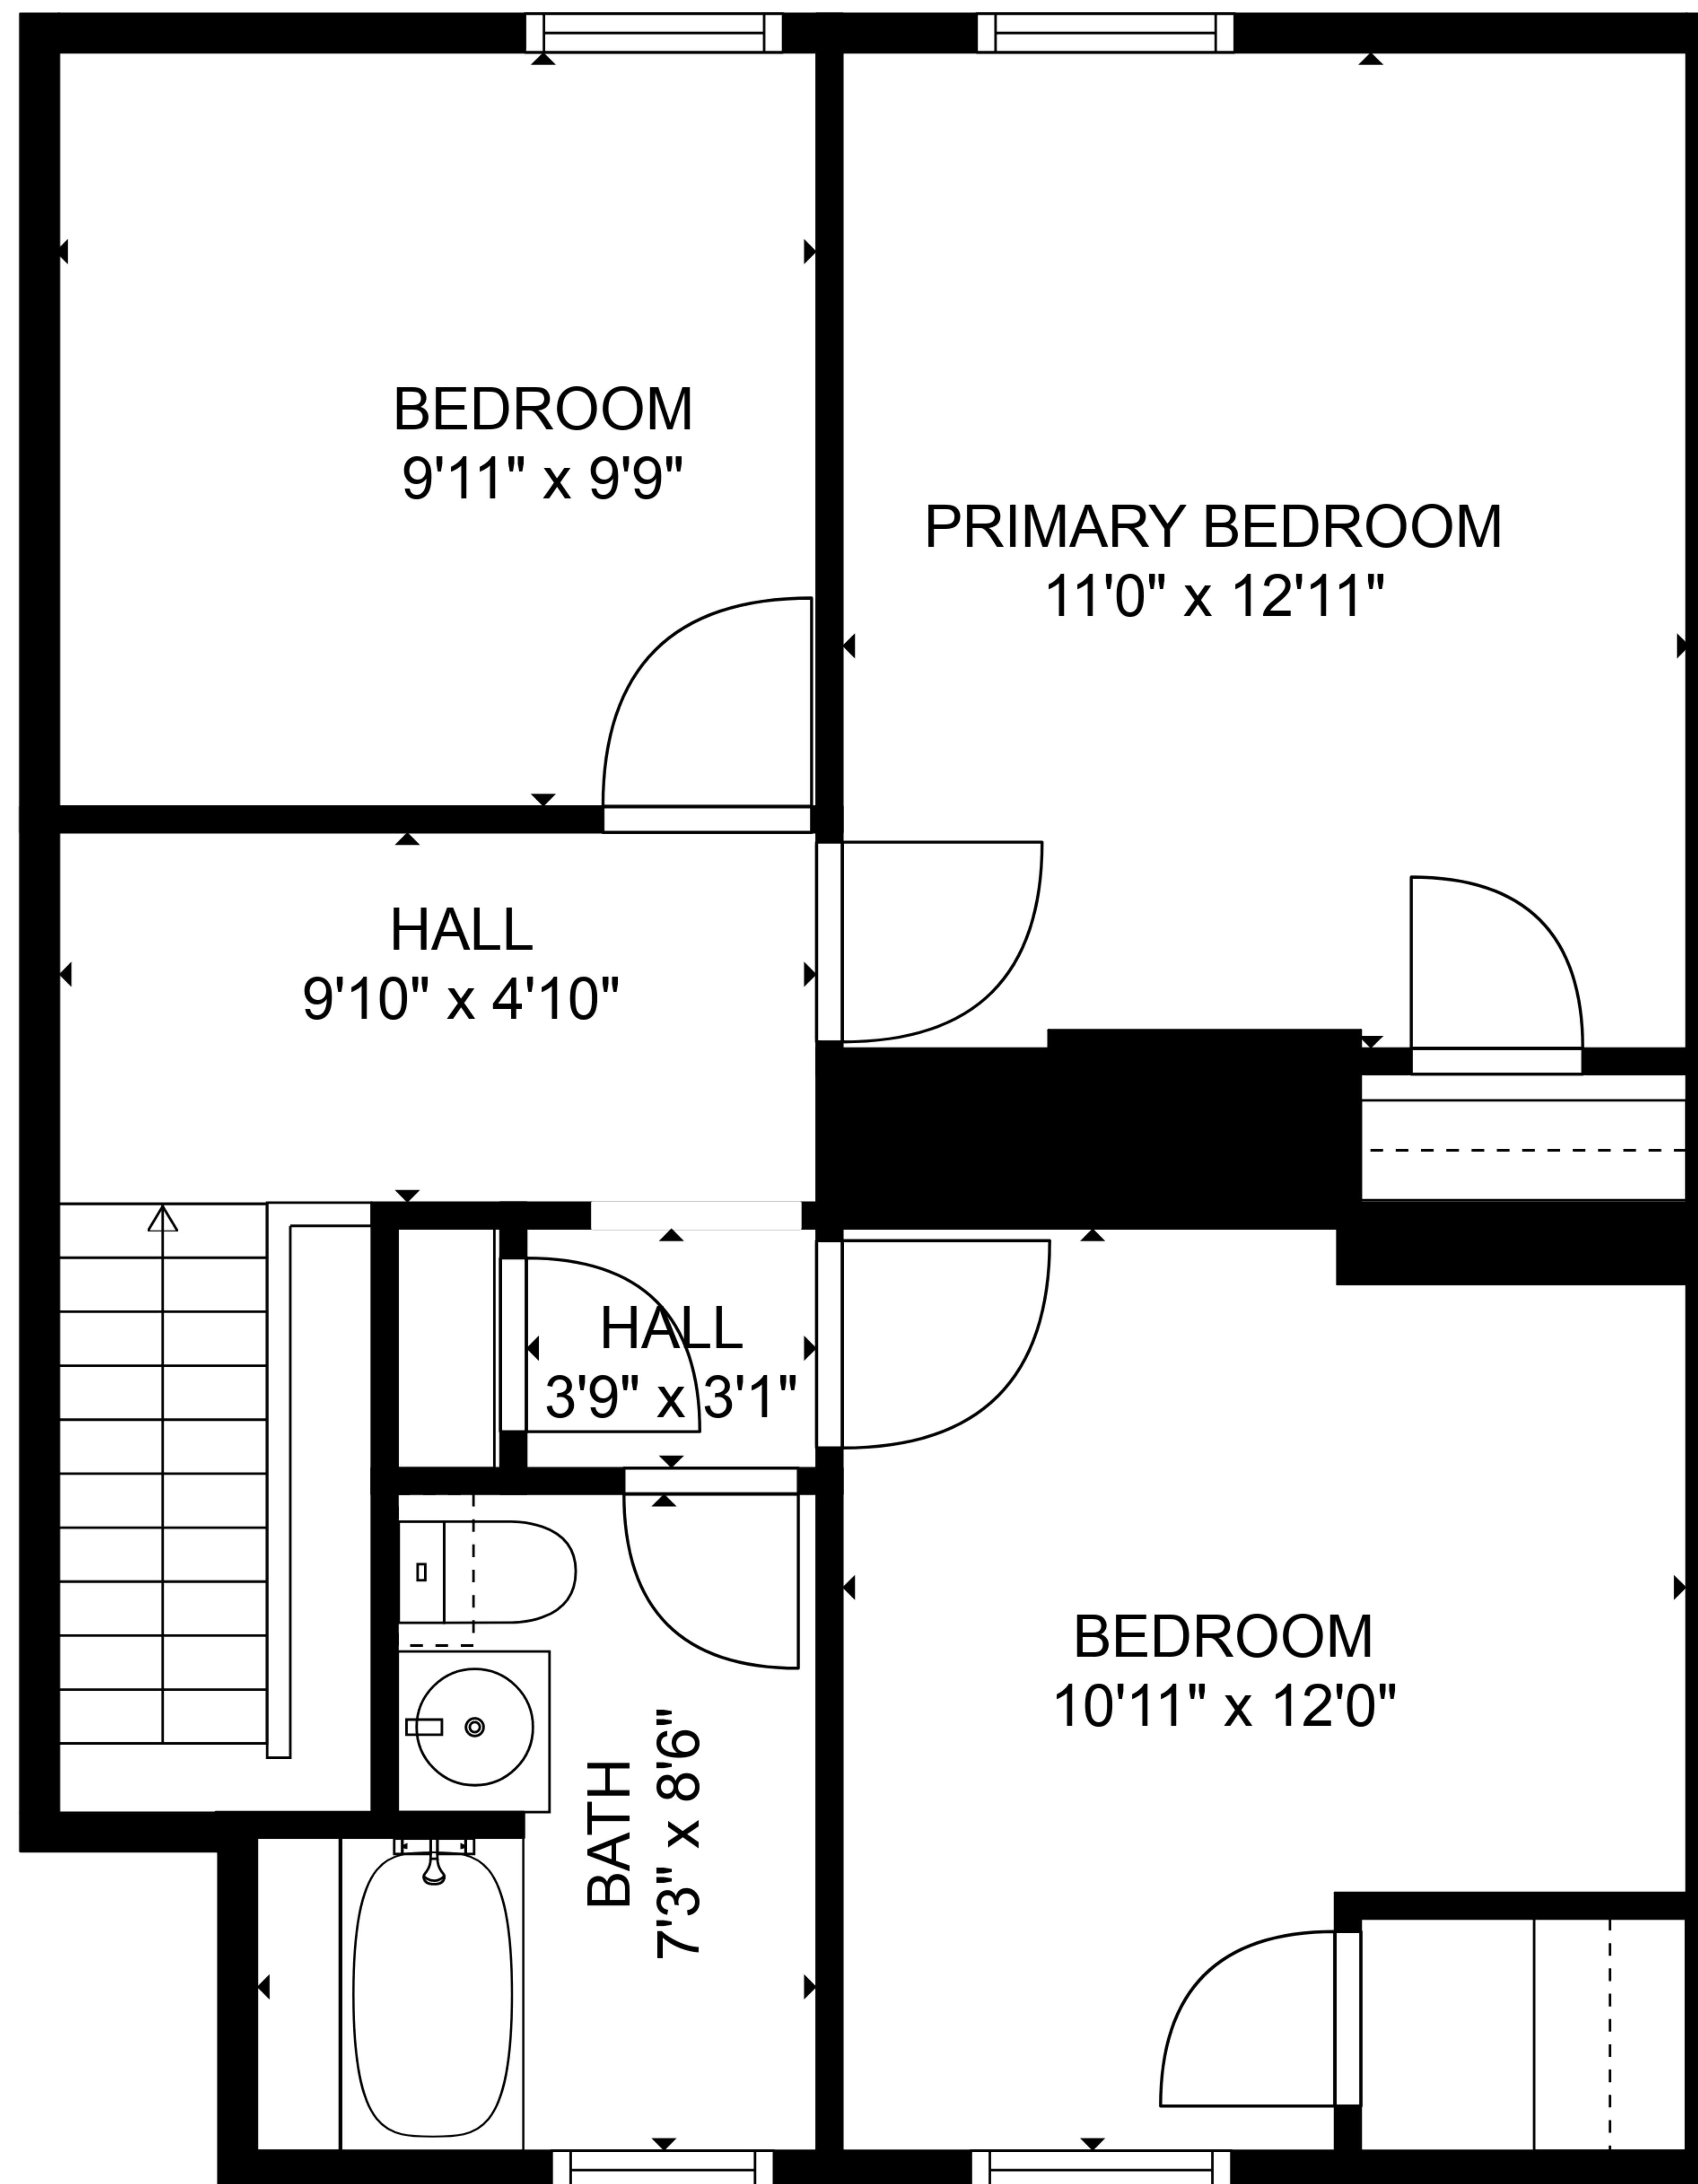 BEDROOM
9'11" x 9'9"
PRIMARY BEDROOM
11'0" x 12'11"
HALL
9'10" x 4'10"
HALL
3'9" x 3'1"
BEDROOM
10'11" x 12'0"
BATH
7'3" x 8'6"